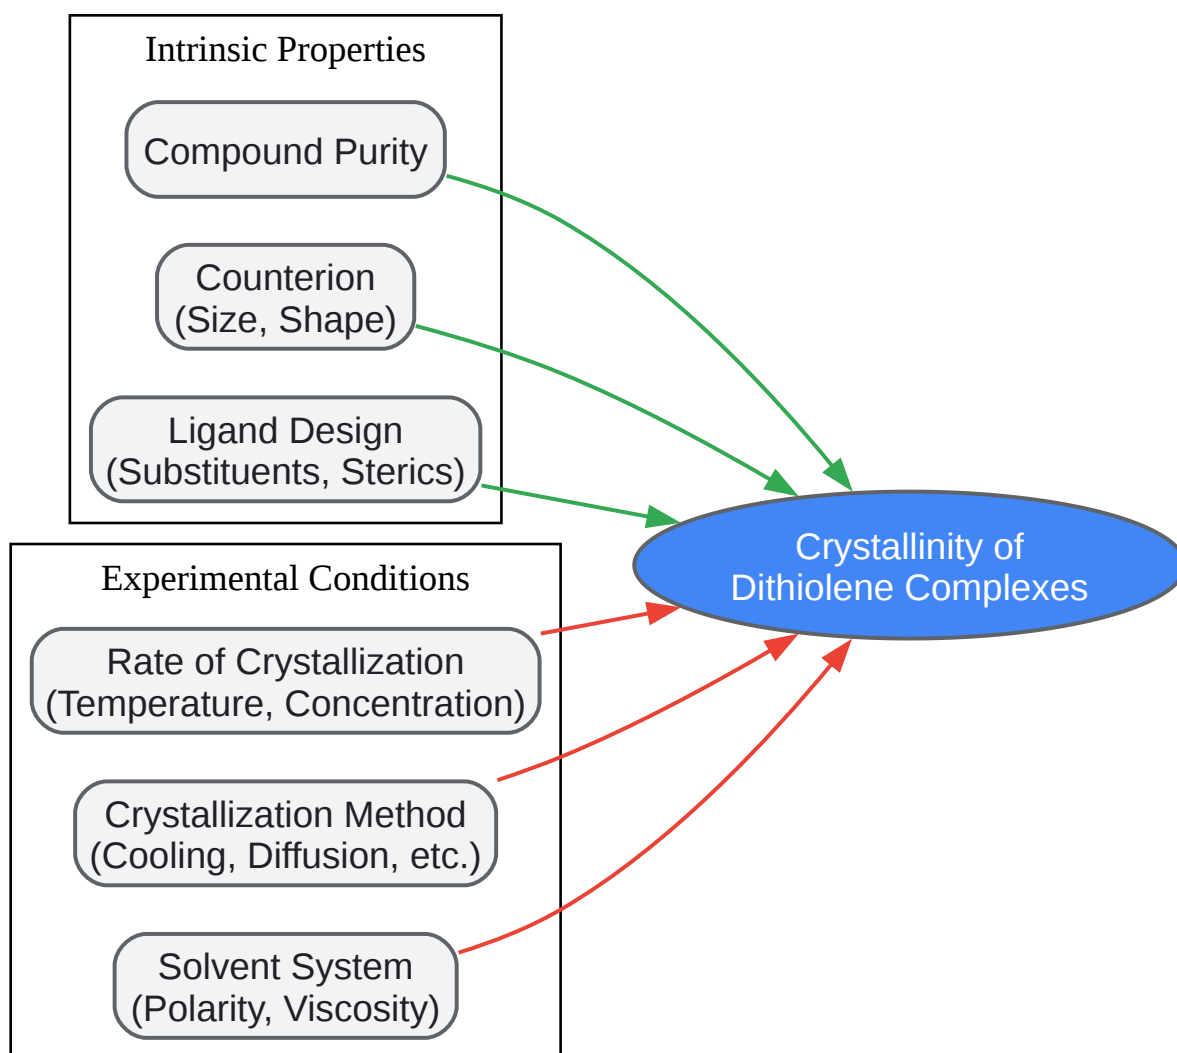 Intrinsic Properties
Compound Purity
Counterion
(Size, Shape)
Ligand Design
(Substituents, Sterics)
Experimental Conditions
Rate of Crystallization
(Temperature, Concentration)
Crystallization Method
(Cooling, Diffusion, etc.)
Solvent System
(Polarity, Viscosity)
Crystallinity of
Dithiolene Complexes